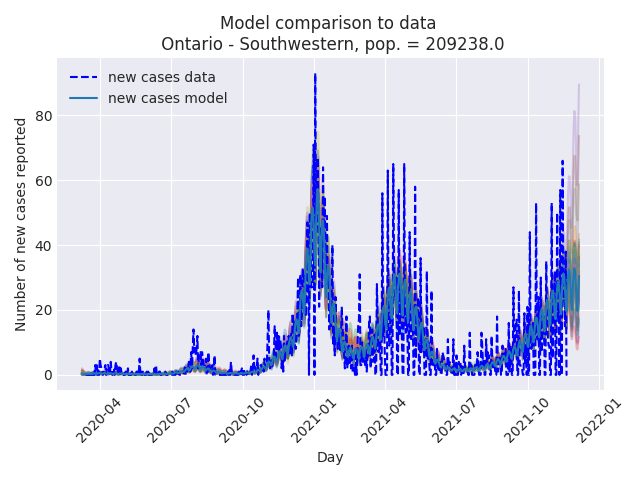 Model comparison to data
Ontario - Southwestern, pop. = 209238.0
new cases data
new cases model
Number of new cases reported
80
60
40
20
0
2020-04
2020-07
2020-10
2021-01
2021-04
2021-07
2021-10
2022-01
Day